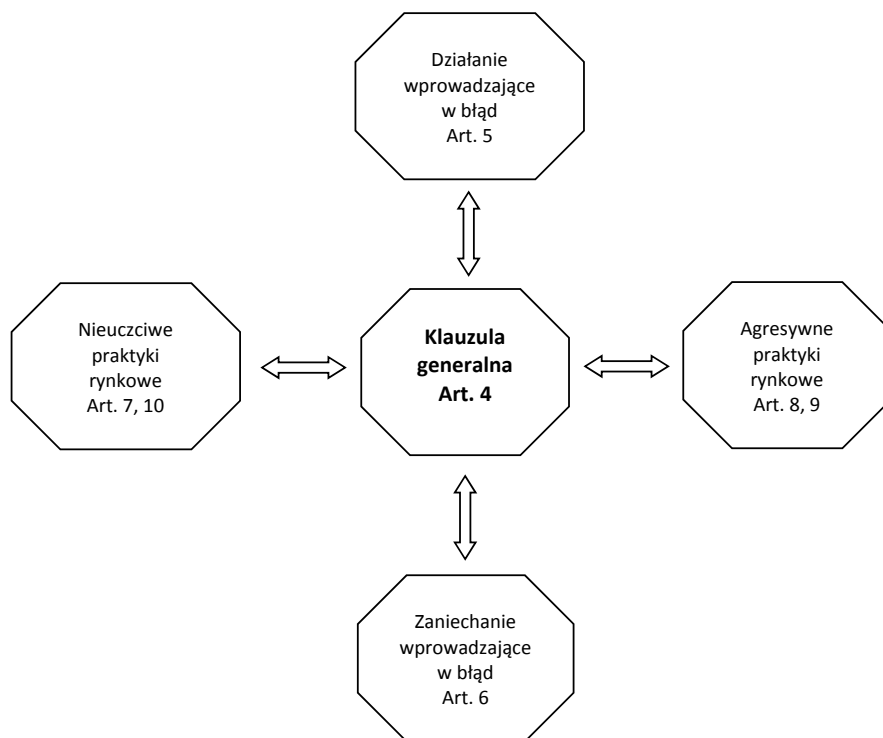 Działanie
wprowadzające
w błąd
Art. 5
Nieuczciwe
praktyki
rynkowe
Art. 7, 10
Klauzula
generalna
Art. 4
Agresywne
praktyki
rynkowe
Art. 8, 9
Zaniechanie
wprowadzające
w błąd
Art. 6